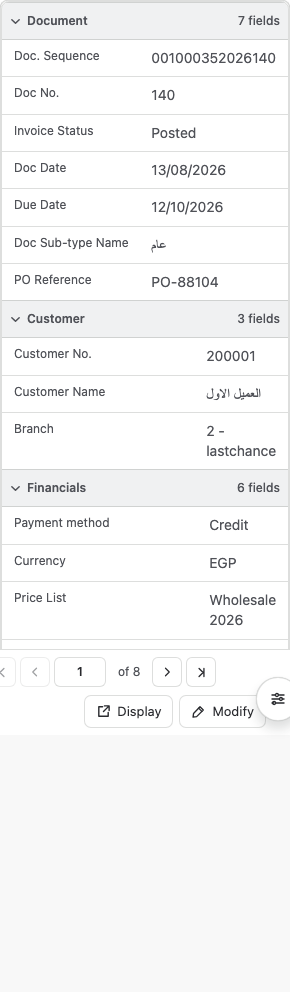 Document 7 fields
Doc. Sequence 001000352026140
Doc No. 140
Invoice Status Posted
Doc Date 13/08/2026
Due Date 12/10/2026
Doc Sub-type Name عام
PO Reference PO-88104
Customer 3 fields
Customer No. 200001
Customer Name العميل الاول
Branch 2 -
lastchance
Financials 6 fields
Payment method Credit
Currency EGP
Price List Wholesale
2026
1 of 8
Display Modify